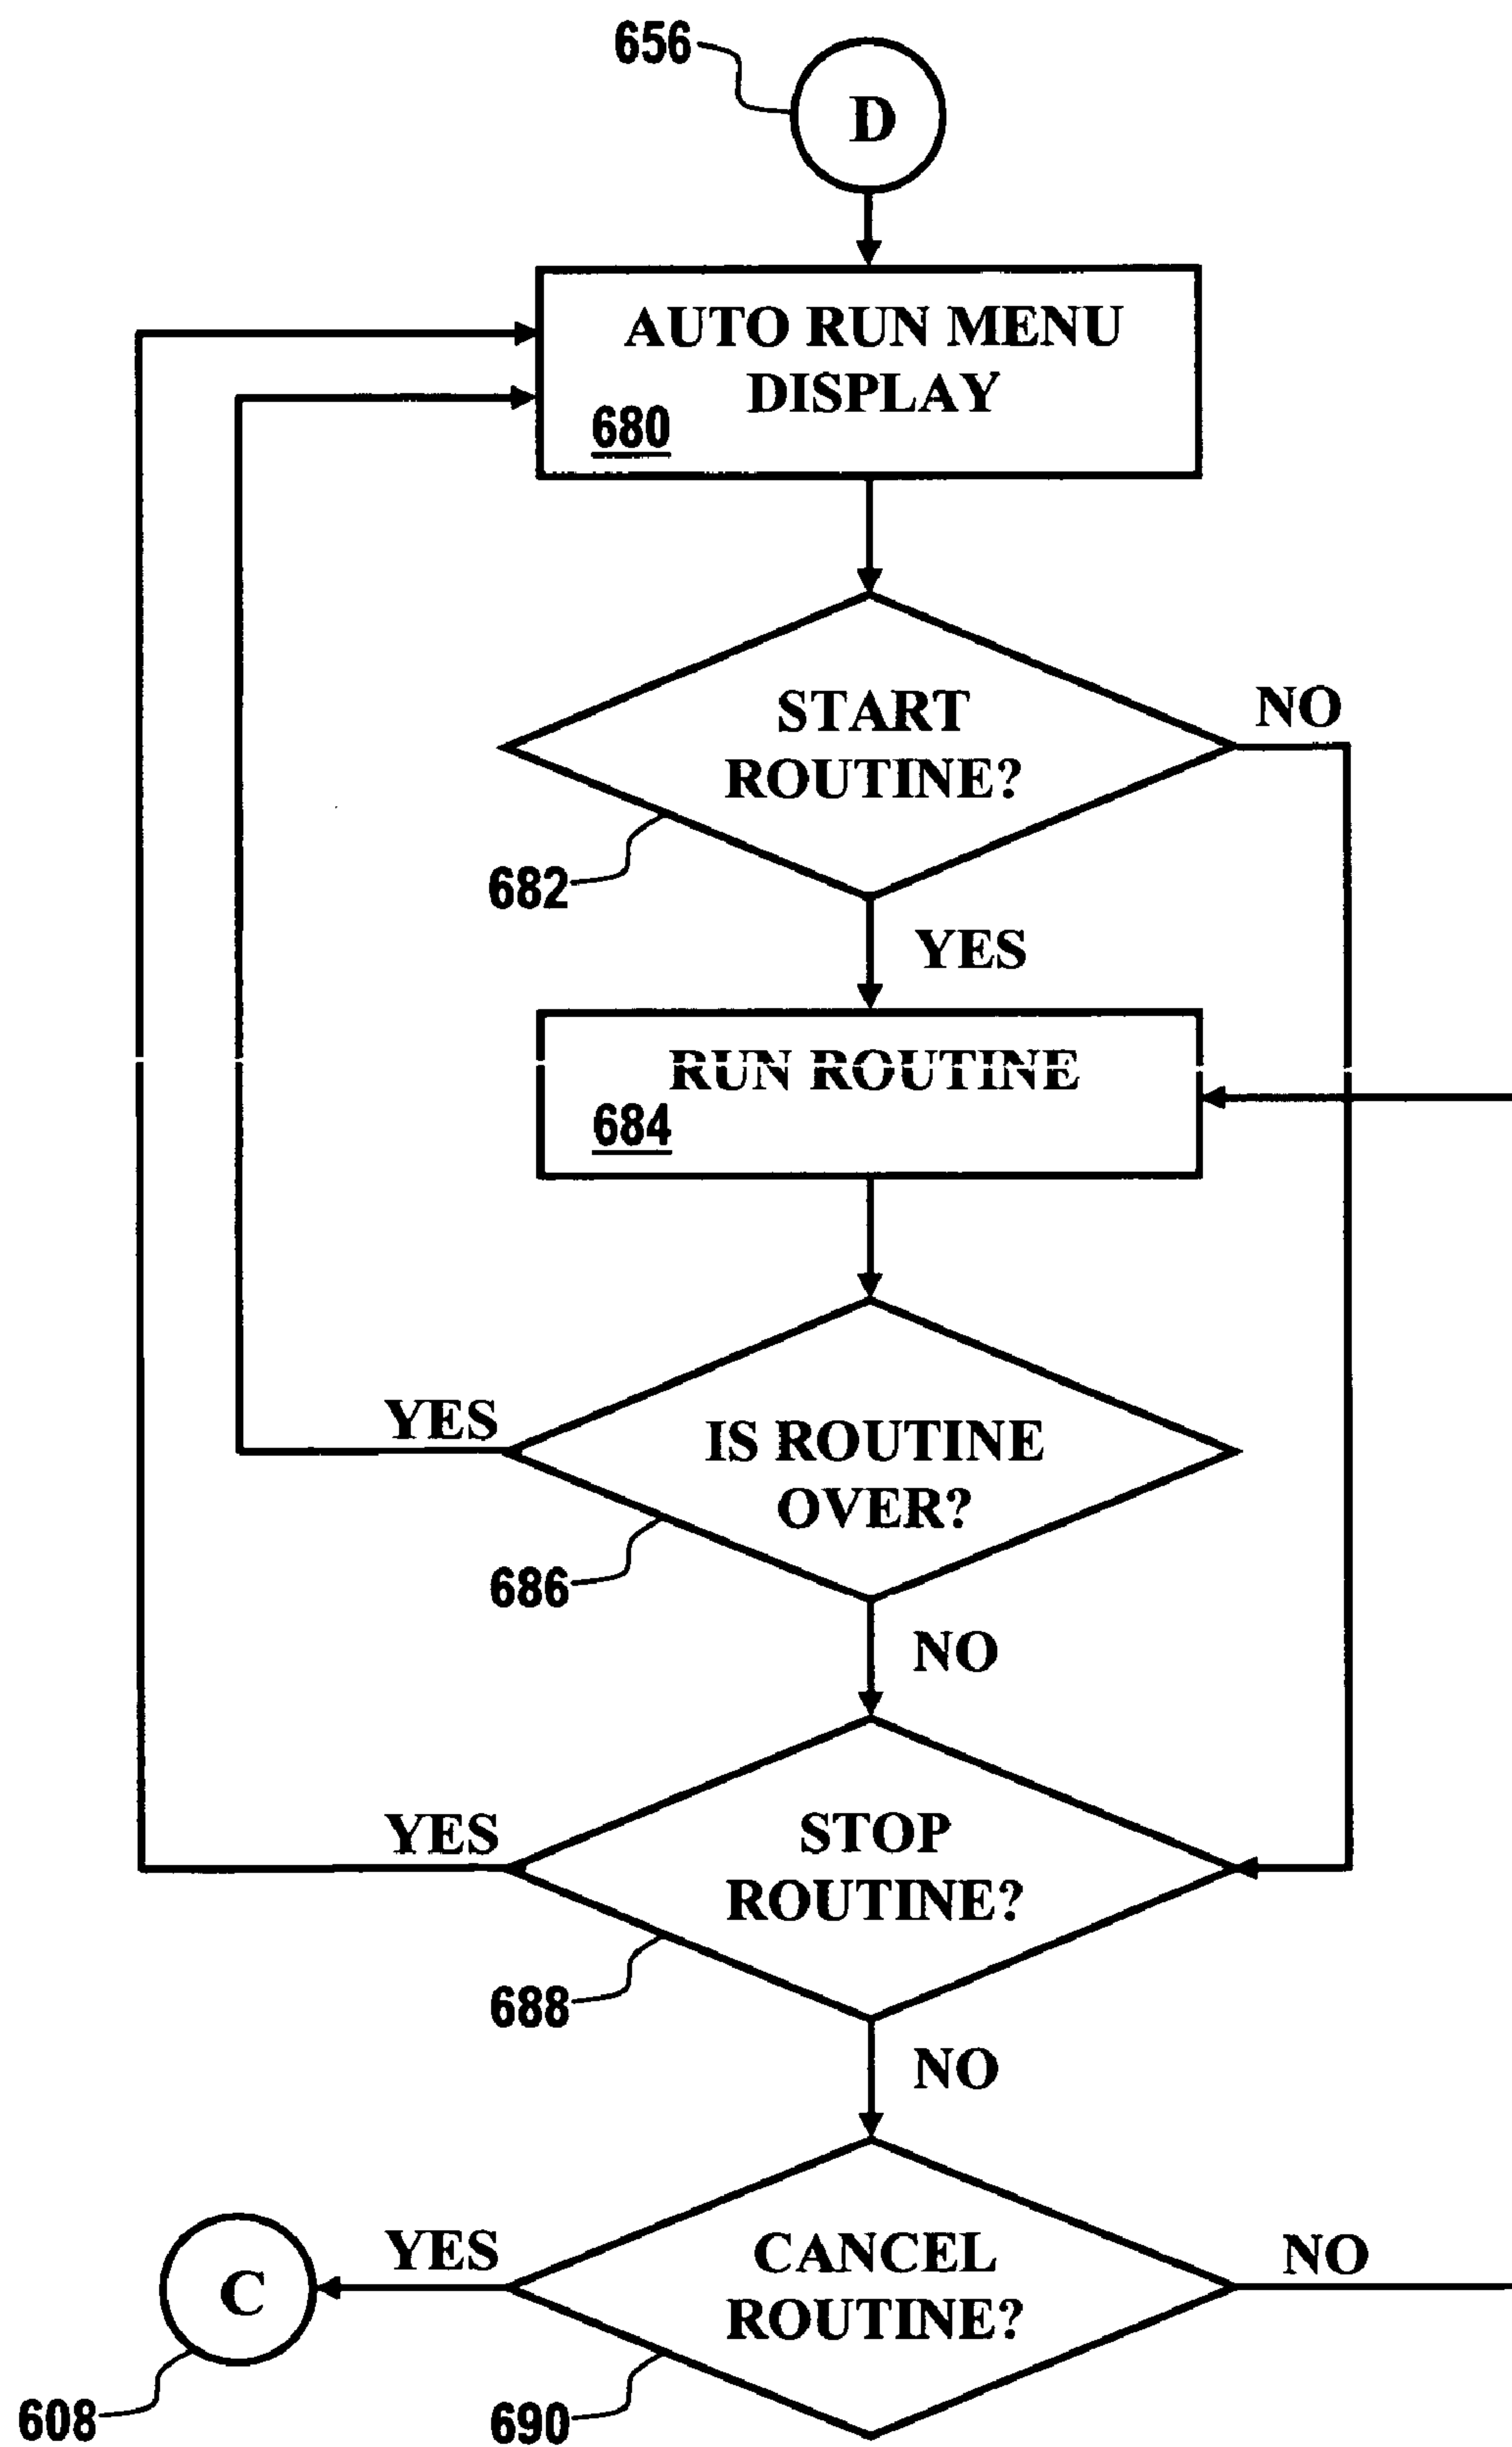 656
D
AUTO RUN MENU
DISPLAY
680
START
ROUTINE?
NO
682
YES
RUN ROUTINE
684
YES
IS ROUTINE
OVER?
686
NO
YES
STOP
ROUTINE?
688
NO
C
YES
CANCEL
ROUTINE?
NO
608
690